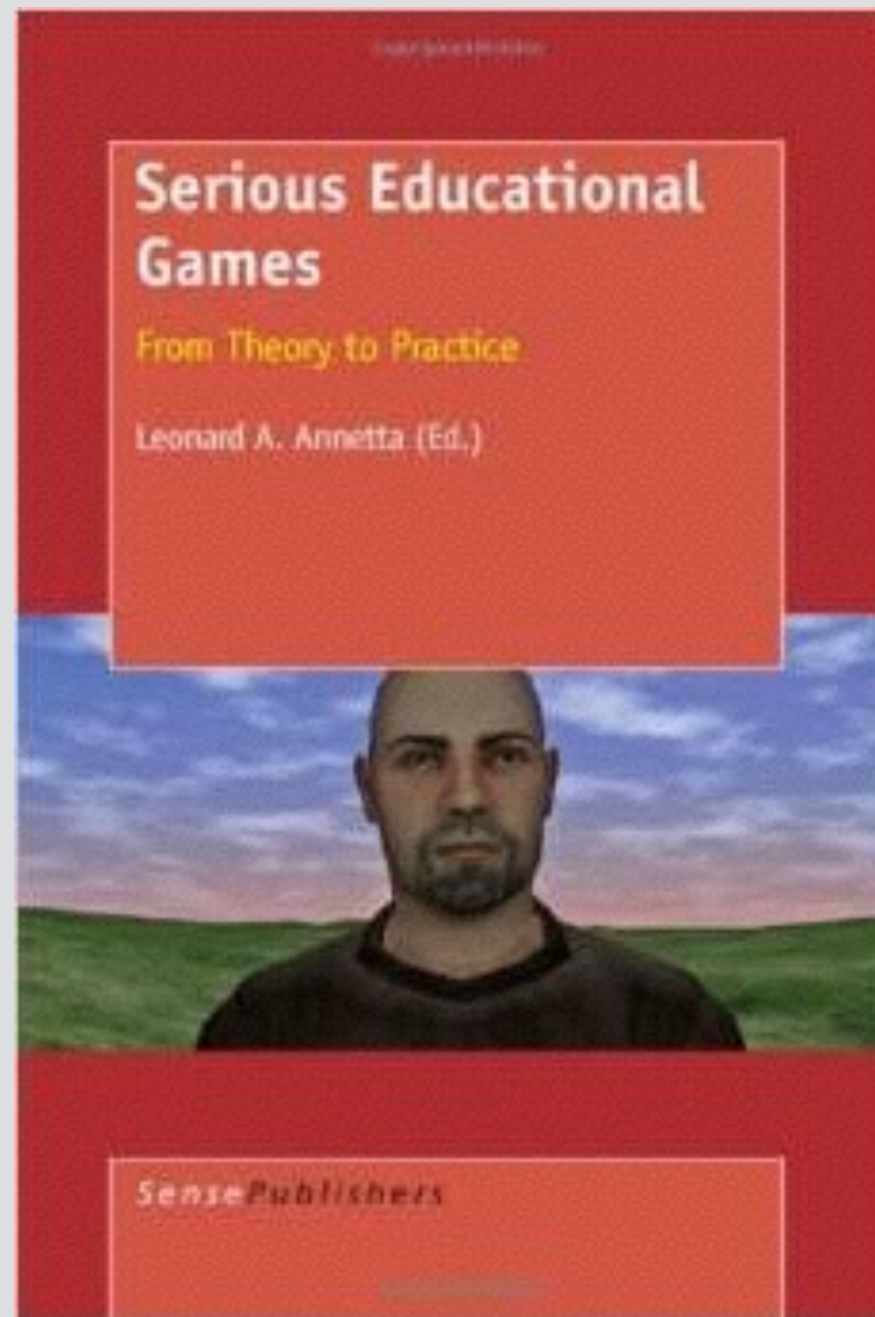 Serious Educational
Games
From Theory to Practice
Leonard A. Annetta (Ed.)
SensePublishers